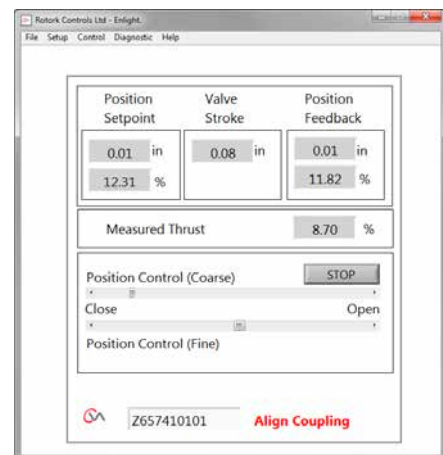 Rotork Controls Ltd - Enlight.
File Setup Control Diagnostic Help
Position Setpoint
Valve Stroke
Position Feedback
0.01 in
0.08 in
0.01 in
12.31 %
11.82 %
Measured Thrust 8.70 %
Position Control (Coarse) STOP
Close Open
Position Control (Fine)
Z657410101 Align Coupling